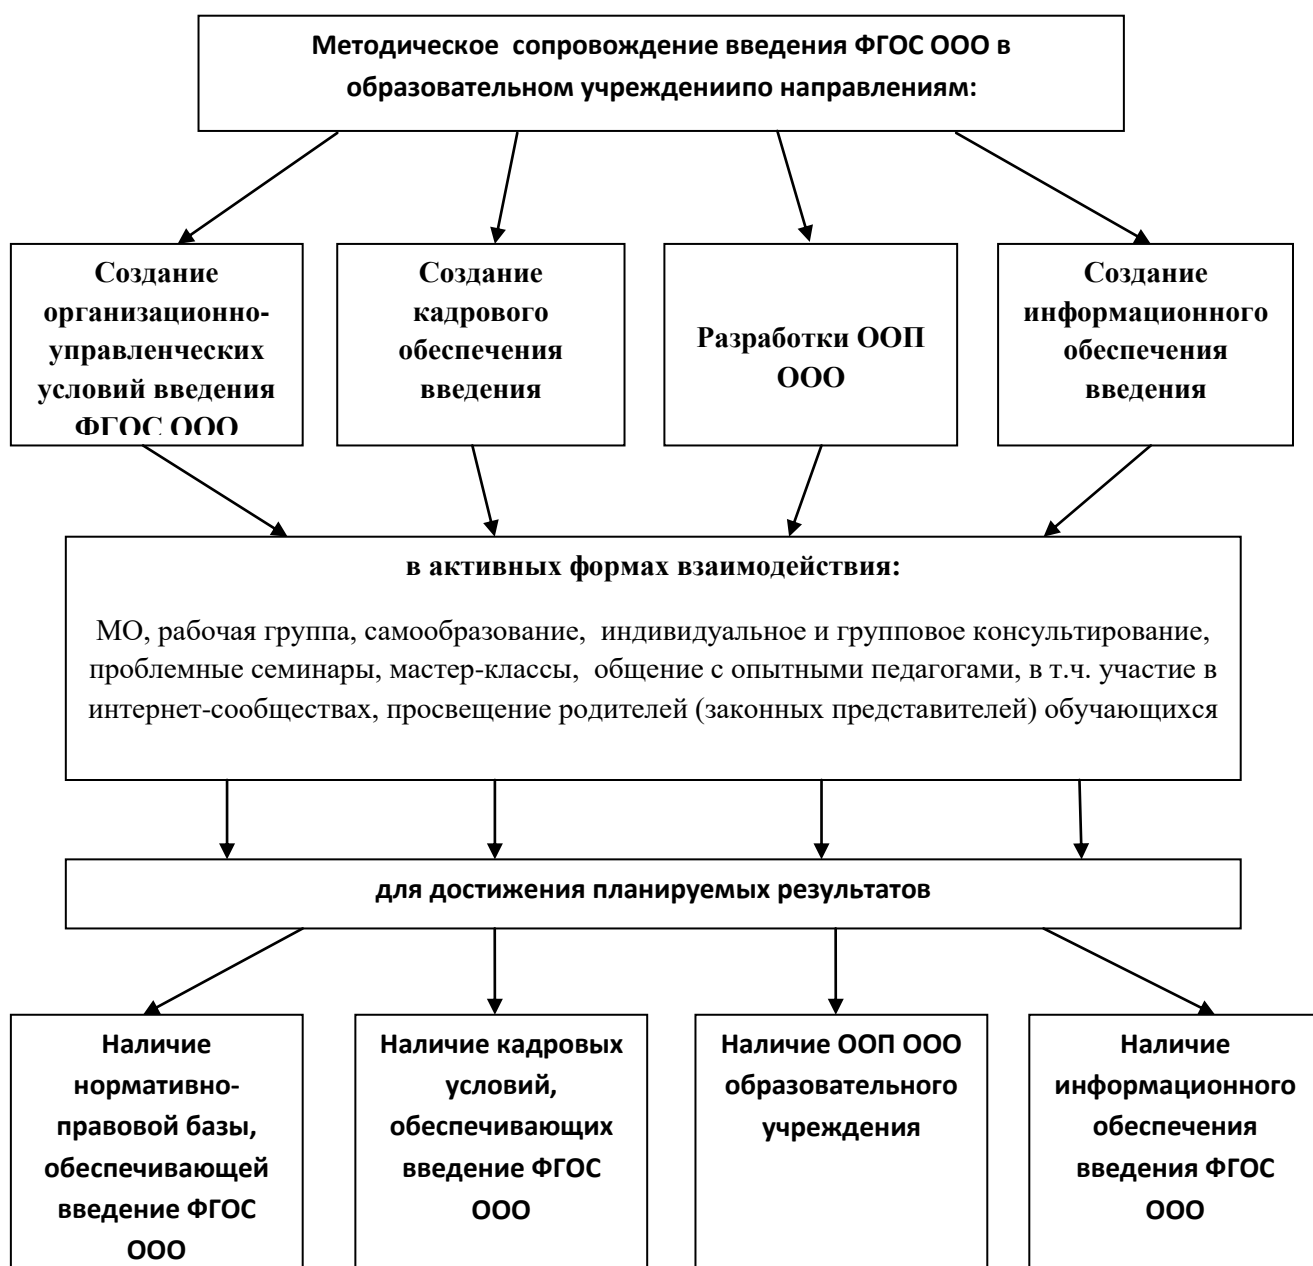 Методическое сопровождение введения ФГОС ООО в
образовательном учреждениипо направлениям:
Создание
организационно-
управленческих
условий введения
ФГОС ООО
Создание
кадрового
обеспечения
введения
Разработки ООП
ООО
Создание
информационного
обеспечения
введения
в активных формах взаимодействия:
МО, рабочая группа, самообразование, индивидуальное и групповое консультирование,
проблемные семинары, мастер-классы, общение с опытными педагогами, в т.ч. участие в
интернет-сообществах, просвещение родителей (законных представителей) обучающихся
для достижения планируемых результатов
Наличие
нормативно-
правовой базы,
обеспечивающей
введение ФГОС
ООО
Наличие кадровых
условий,
обеспечивающих
введение ФГОС
ООО
Наличие ООП ООО
образовательного
учреждения
Наличие
информационного
обеспечения
введения ФГОС
ООО